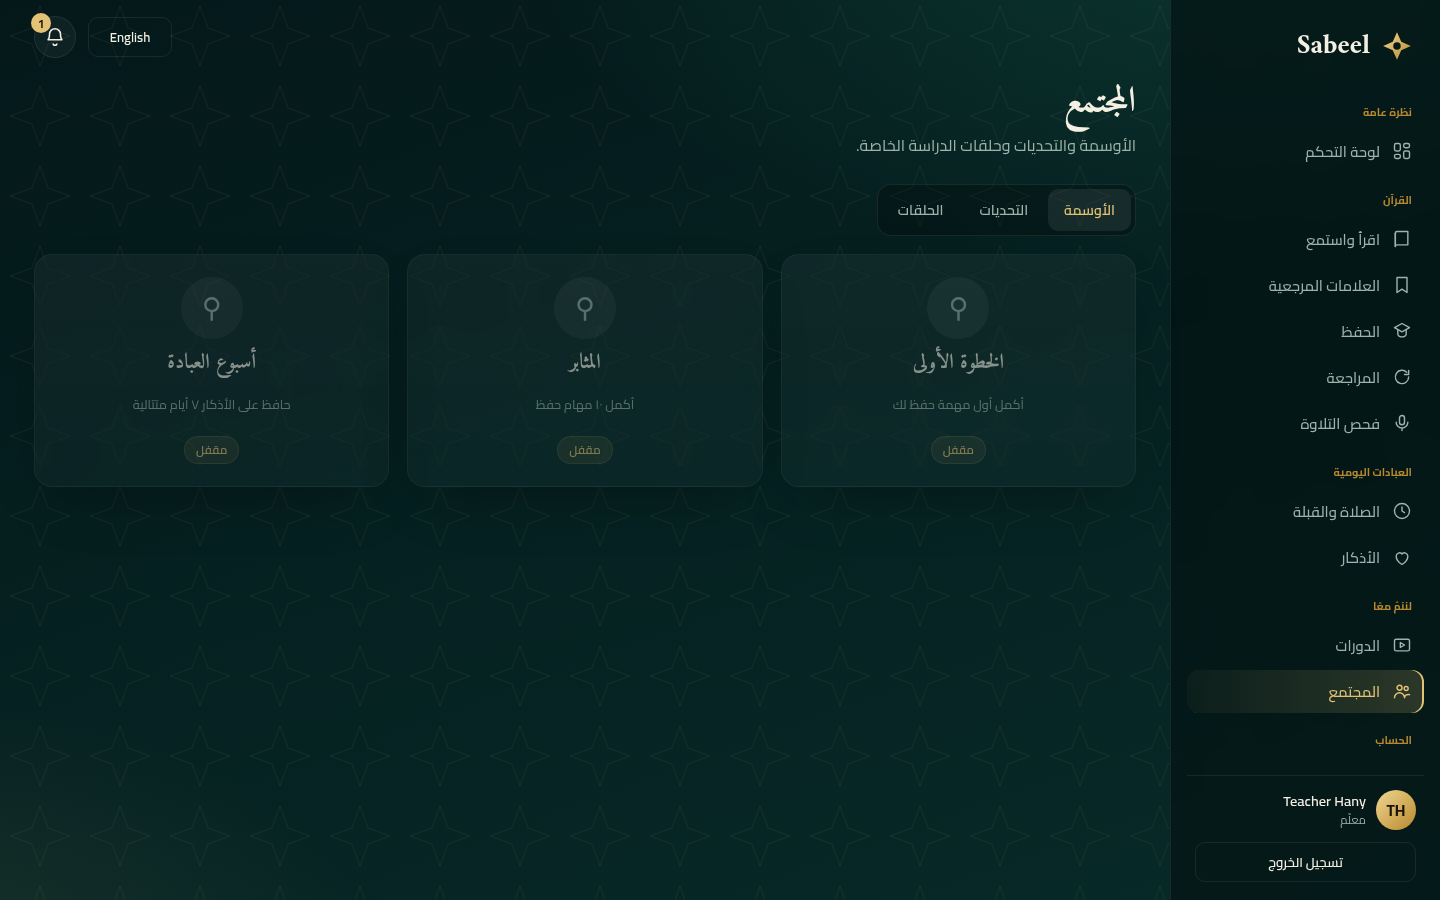 Sabeel
نظرة عامة
لوحة التحكم
القرآن
اقرأ واستمع
العلامات المرجعية
الحفظ
المراجعة
فحص التلاوة
العبادات اليومية
الصلاة والقبلة
الأذكار
لننمُ معًا
الدورات
المجتمع
الحساب
TH
Teacher Hany
معلّم
تسجيل الخروج
1
English
المجتمع
الأوسمة والتحديات وحلقات الدراسة الخاصة.
الأوسمة
التحديات
الحلقات
الخطوة الأولى
أكمل أول مهمة حفظ لك
مقفل
المثابر
أكمل ١٠ مهام حفظ
مقفل
أسبوع العبادة
حافظ على الأذكار ٧ أيام متتالية
مقفل